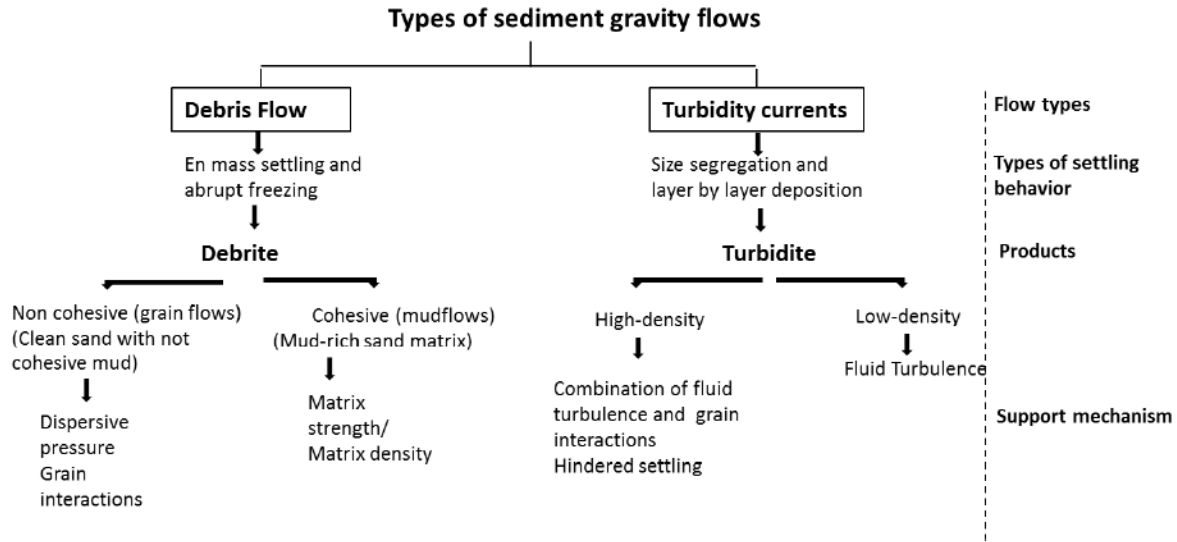 Types of sediment gravity flows
Debris Flow
Turbidity currents
Flow types
En mass settling and
abrupt freezing
Size segregation and
layer by layer deposition
Types of settling
behavior
Debrite
Turbidite
Products
Non cohesive (grain flows)
(Clean sand with not
cohesive mud)
Cohesive (mudflows)
(Mud-rich sand matrix)
High-density
Low-density
Dispersive
pressure
Grain
interactions
Matrix
strength/
Matrix density
Combination of fluid
turbulence and grain
interactions
Hindered settling
Fluid Turbulence
Support mechanism